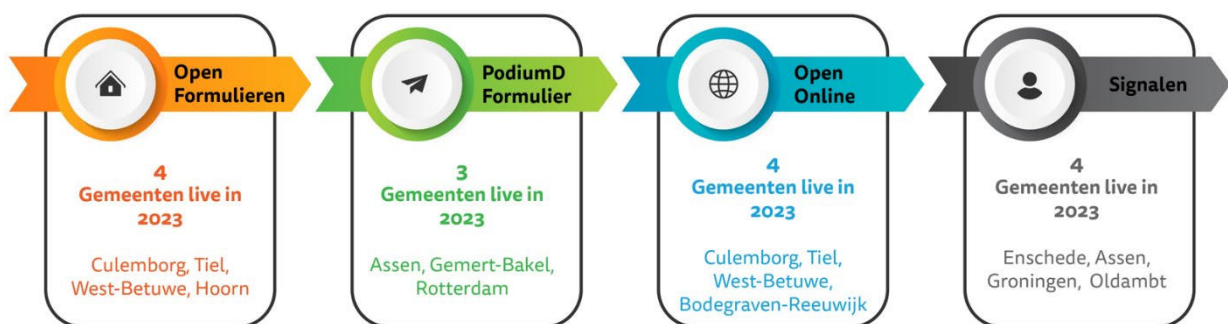 Open
Formulieren
4
Gemeenten live in
2023
Culemborg, Tiel,
West-Betuwe, Hoorn
PodiumD
Formulier
3
Gemeenten live in
2023
Assen, Gemert-Bakel,
Rotterdam
Open
Online
4
Gemeenten live in
2023
Culemborg, Tiel,
West-Betuwe,
Bodegraven-Reeuwijk
Signalen
4
Gemeenten live in
2023
Enschede, Assen,
Groningen, Oldambt